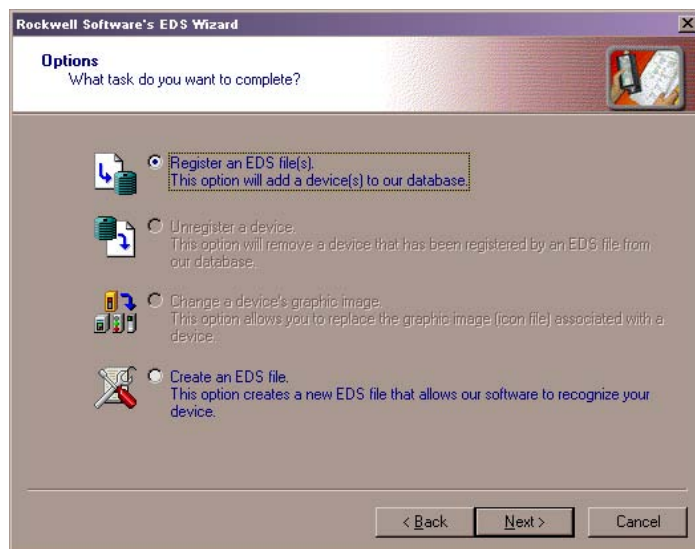 Rockwell Software's EDS Wizard
Options
What task do you want to complete?
Register an EDS file(s).
This option will add a device(s) to our database.
Unregister a device.
This option will remove a device that has been registered by an EDS file from
our database.
Change a device's graphic image.
This option allows you to replace the graphic image (icon file) associated with a
device.
Create an EDS file.
This option creates a new EDS file that allows our software to recognize your
device.
< Back
Next >
Cancel